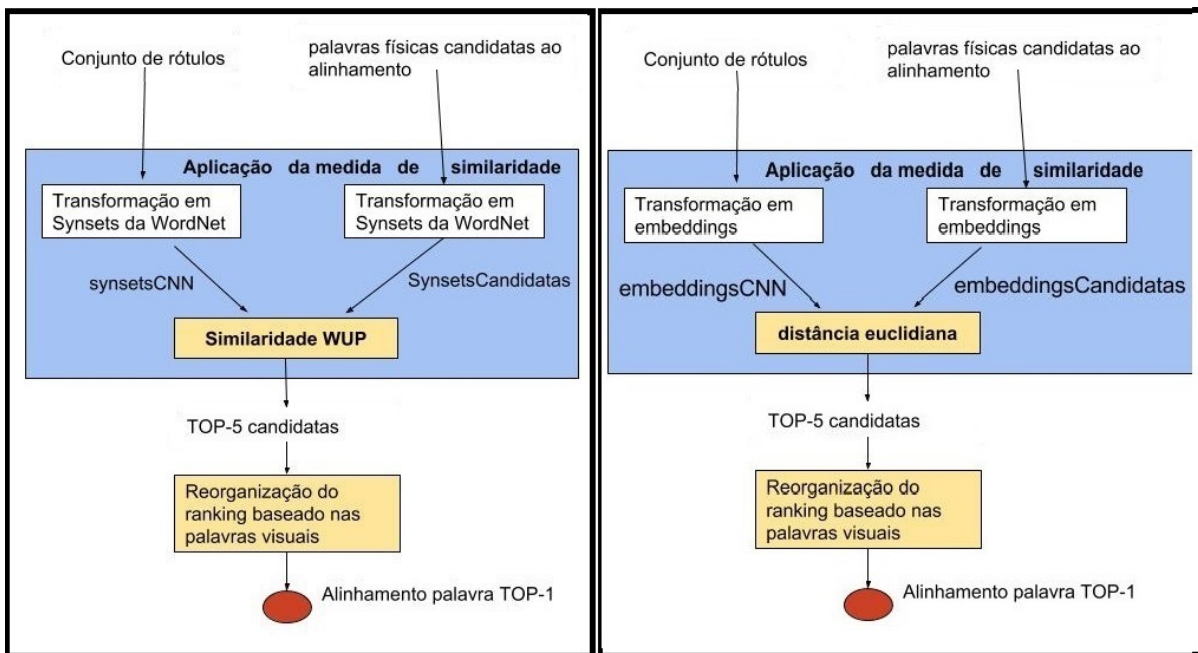 Conjunto de rótulos
palavras físicas candidatas ao
alinhamento
Aplicação da medida de similaridade
Transformação em
Synsets da WordNet
Transformação em
Synsets da WordNet
synsetsCNN
SynsetsCandidatas
Similaridade WUP
TOP-5 candidatas
Reorganização do
ranking baseado nas
palavras visuais
Alinhamento palavra TOP-1
Conjunto de rótulos
palavras físicas candidatas ao
alinhamento
Aplicação da medida de similaridade
Transformação em
embeddings
Transformação em
embeddings
embeddingsCNN
embeddingsCandidatas
distância euclidiana
TOP-5 candidatas
Reorganização do
ranking baseado nas
palavras visuais
Alinhamento palavra TOP-1